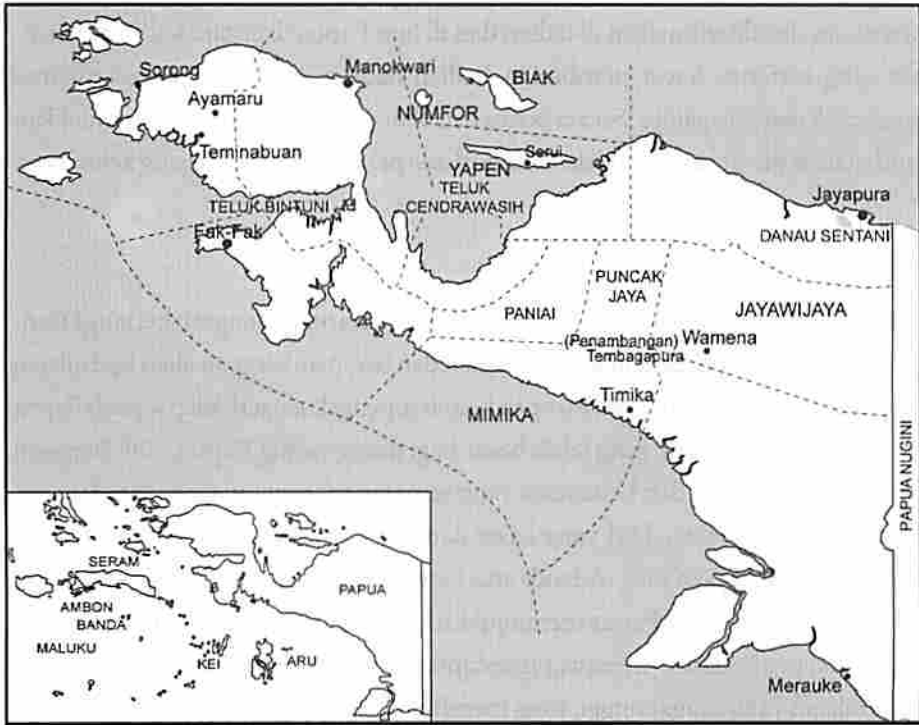 Sorong
Manokwari
BIAK
Ayamaru
NUMFOR
Teminabuan
Serui
YAPEN
TELUK BINTUNI
TELUK
CENDRAWASIH
Jayapura
Fak-Fak
DANAU SENTANI
PUNCAK
JAYA
PANIAI
JAYAWIJAYA
(Penambangan)
Tembagapura
Wamena
Timika
MIMIKA
PAPUA NUGINI
Merauke
SERAM
PAPUA
AMBON
BANDA
MALUKU
KEI
ARU